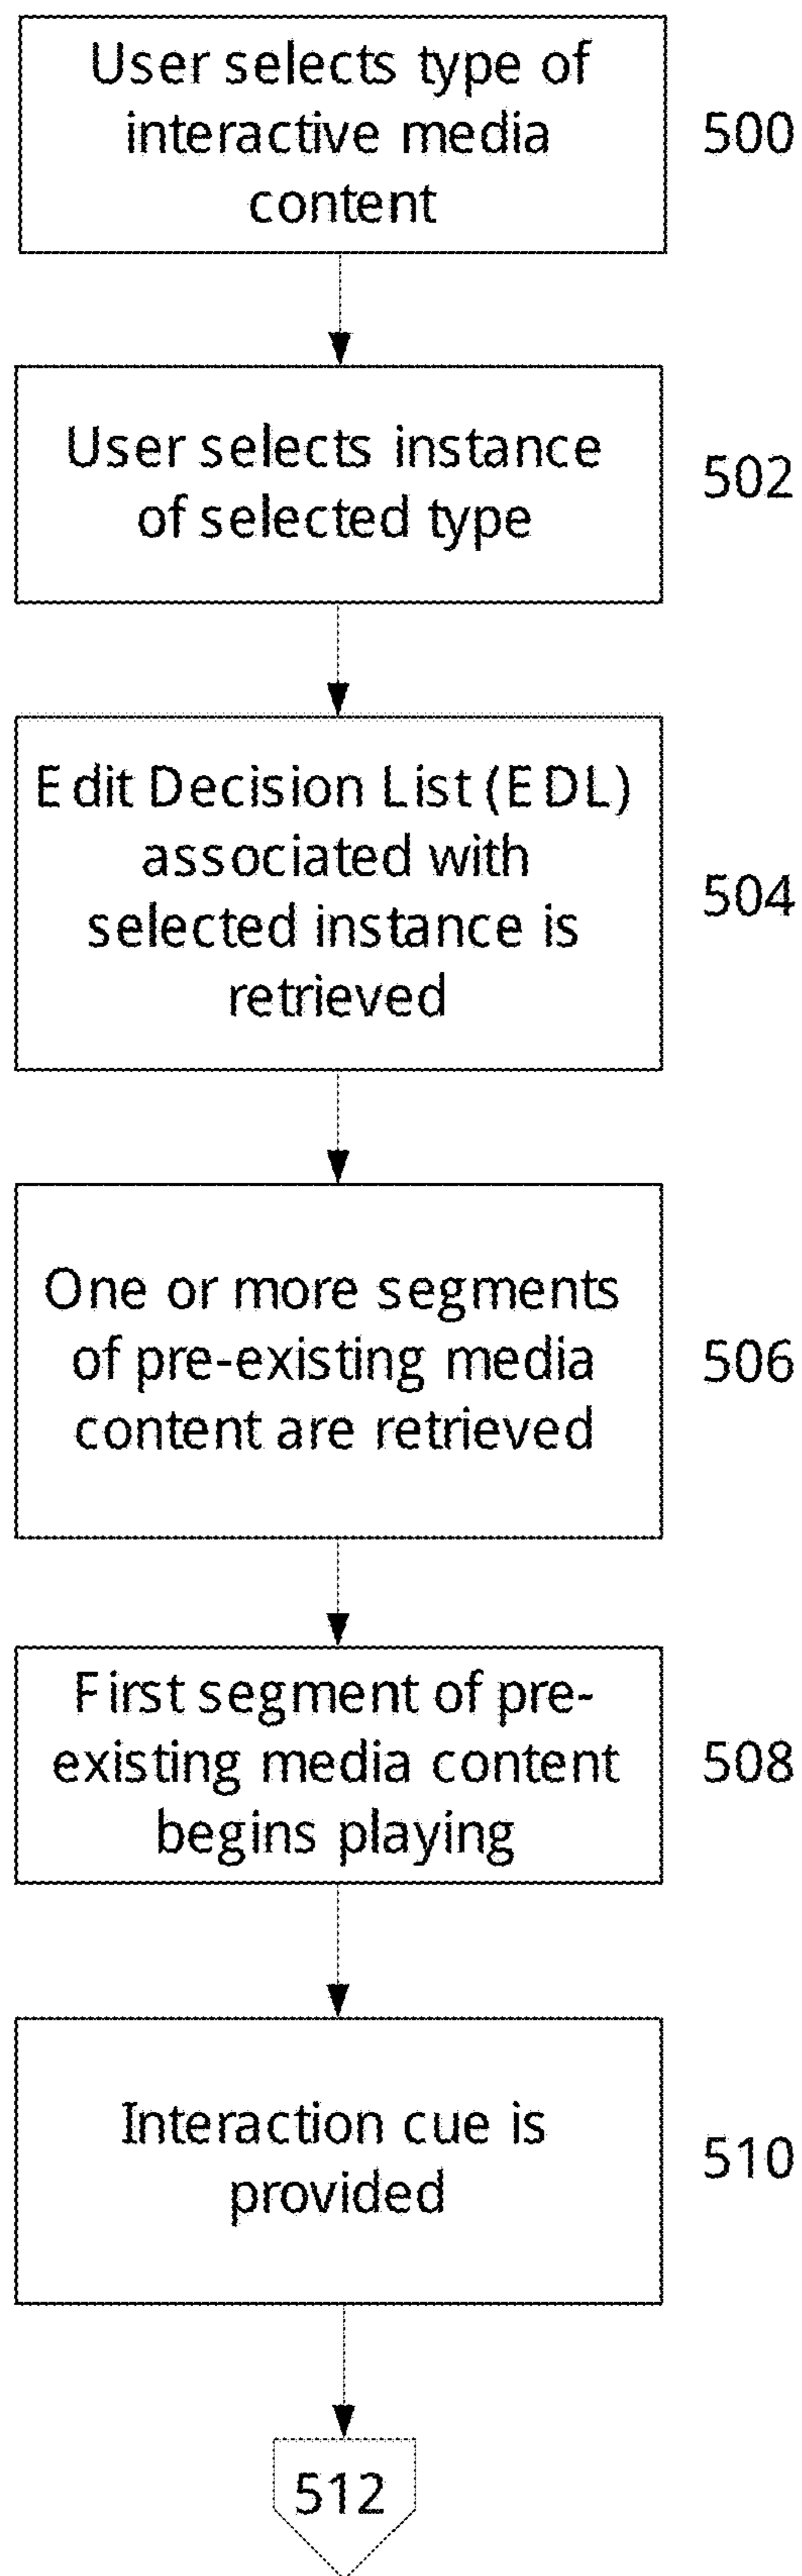 User selects type of
interactive media
content
500
User selects instance
of selected type
502
Edit Decision List (EDL)
associated with
selected instance is
retrieved
504
One or more segments
of pre-existing media
content are retrieved
506
First segment of pre-
existing media content
begins playing
508
Interaction cue is
provided
510
512